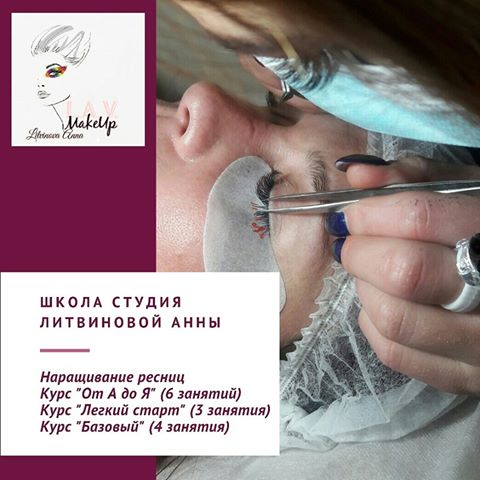 LAX
MakeUp
Litvinova Anna
ШКОЛА СТУДИЯ
ЛИТВИНОВОЙ АННЫ
Наращивание ресниц
Курс "От А до Я" (6 занятий)
Курс "Легкий старт" (3 занятия)
Курс "Базовый" (4 занятия)